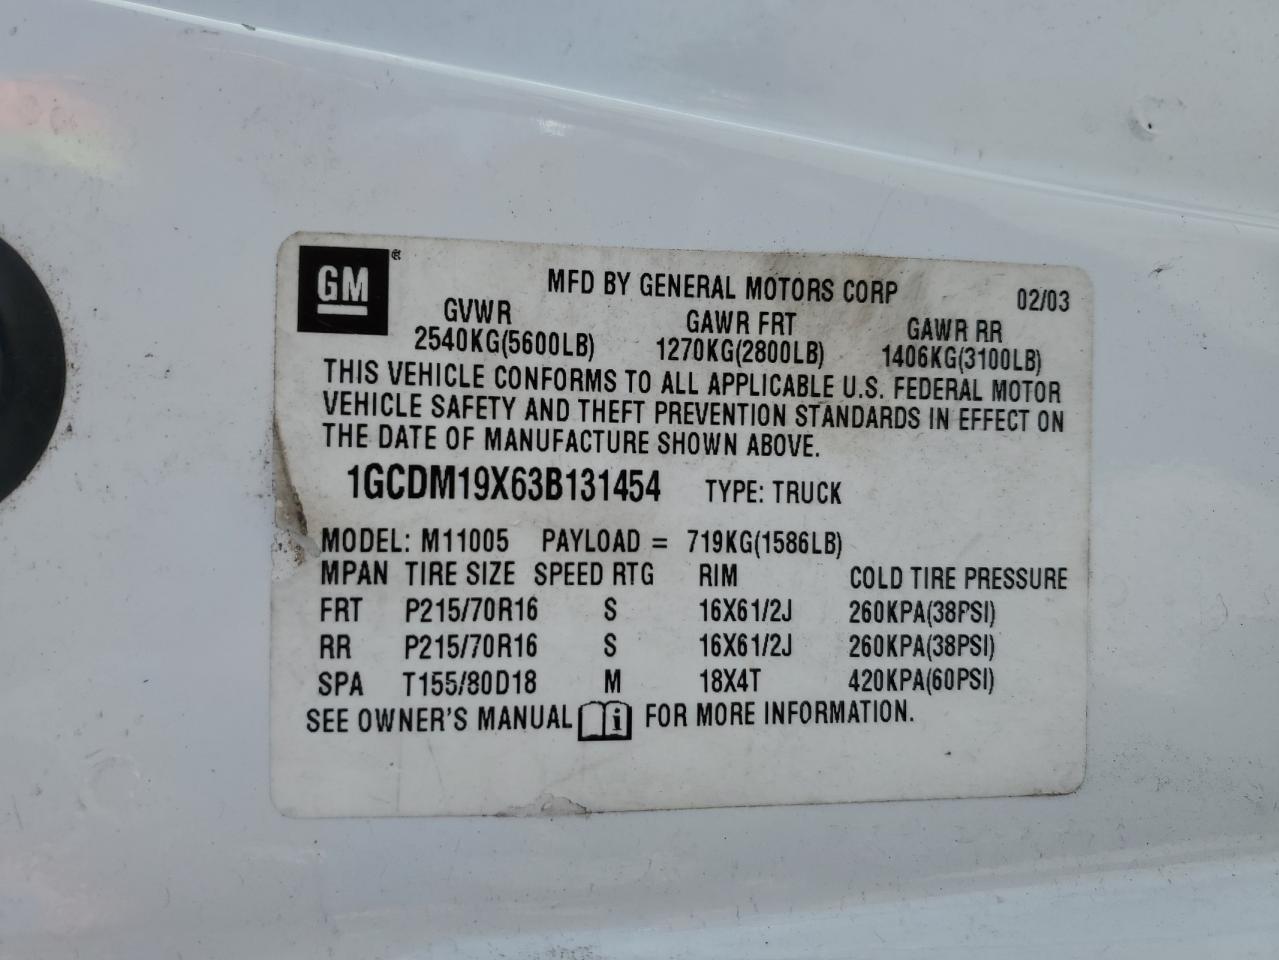 GM
MFD BY GENERAL MOTORS CORP 02/03
GVWR GAWR FRT GAWR RR
2540KG(5600LB) 1270KG(2800LB) 1406KG(3100LB)
THIS VEHICLE CONFORMS TO ALL APPLICABLE U.S. FEDERAL MOTOR
VEHICLE SAFETY AND THEFT PREVENTION STANDARDS IN EFFECT ON
THE DATE OF MANUFACTURE SHOWN ABOVE.
1GCDM19X63B131454 TYPE: TRUCK
MODEL: M11005 PAYLOAD = 719KG(1586LB)
MPAN TIRE SIZE SPEED RTG RIM COLD TIRE PRESSURE
FRT P215/70R16 S 16X61/2J 260KPA(38PSI)
RR P215/70R16 S 16X61/2J 260KPA(38PSI)
SPA T155/80D18 M 18X4T 420KPA(60PSI)
SEE OWNER'S MANUAL i FOR MORE INFORMATION.